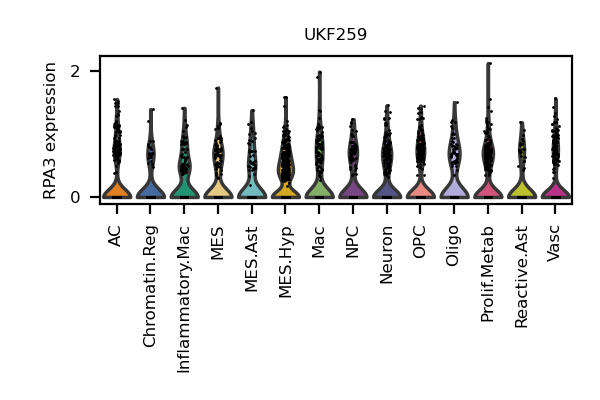 UKF259
RPA3 expression
2
0
AC
Chromatin.Reg
Inflammatory.Mac
MES
MES.Ast
MES.Hyp
Mac
NPC
Neuron
OPC
Oligo
Prolif.Metab
Reactive.Ast
Vasc